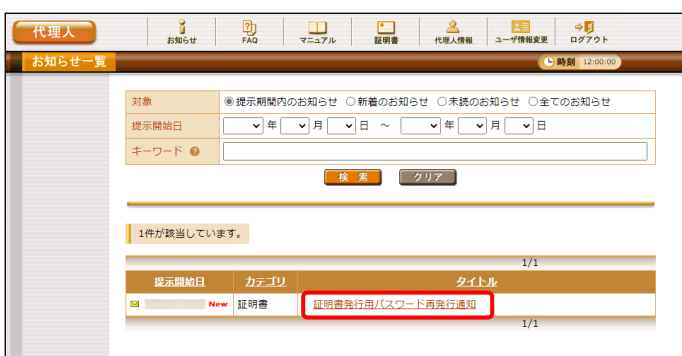 代理人
お知らせ FAQ マニュアル 証明書 代理人情報 ユーザ情報変更 ログアウト
お知らせ一覧 時刻 12:00:00
対象 提示期間内のお知らせ 新着のお知らせ 未読のお知らせ 全てのお知らせ
提示開始日 年 月 日 ～ 年 月 日
キーワード ?
検 索 クリア
1件が該当しています。
1/1
提示開始日 カテゴリ タイトル
New 証明書 証明書発行用パスワード再発行通知
1/1